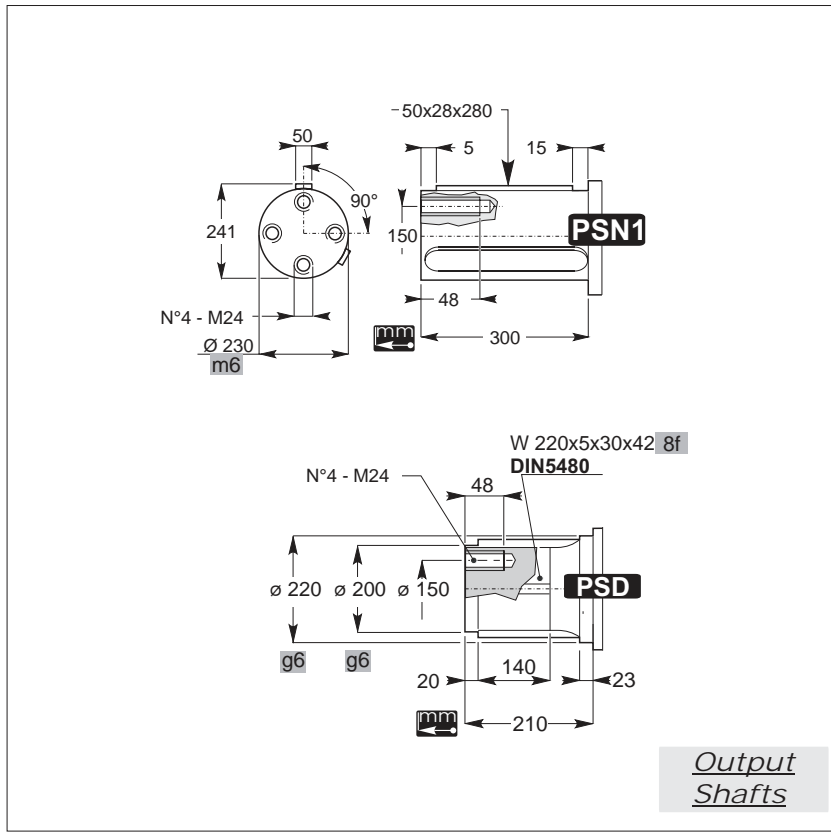 50x28x280
50
5
15
90°
241
150
PSN1
48
N°4 - M24
300
Ø 230
m6
mm
W 220x5x30x42 8f
DIN5480
N°4 - M24
48
ø 220
ø 200
ø 150
PSD
g6
g6
20
140
23
210
mm
Output
Shafts